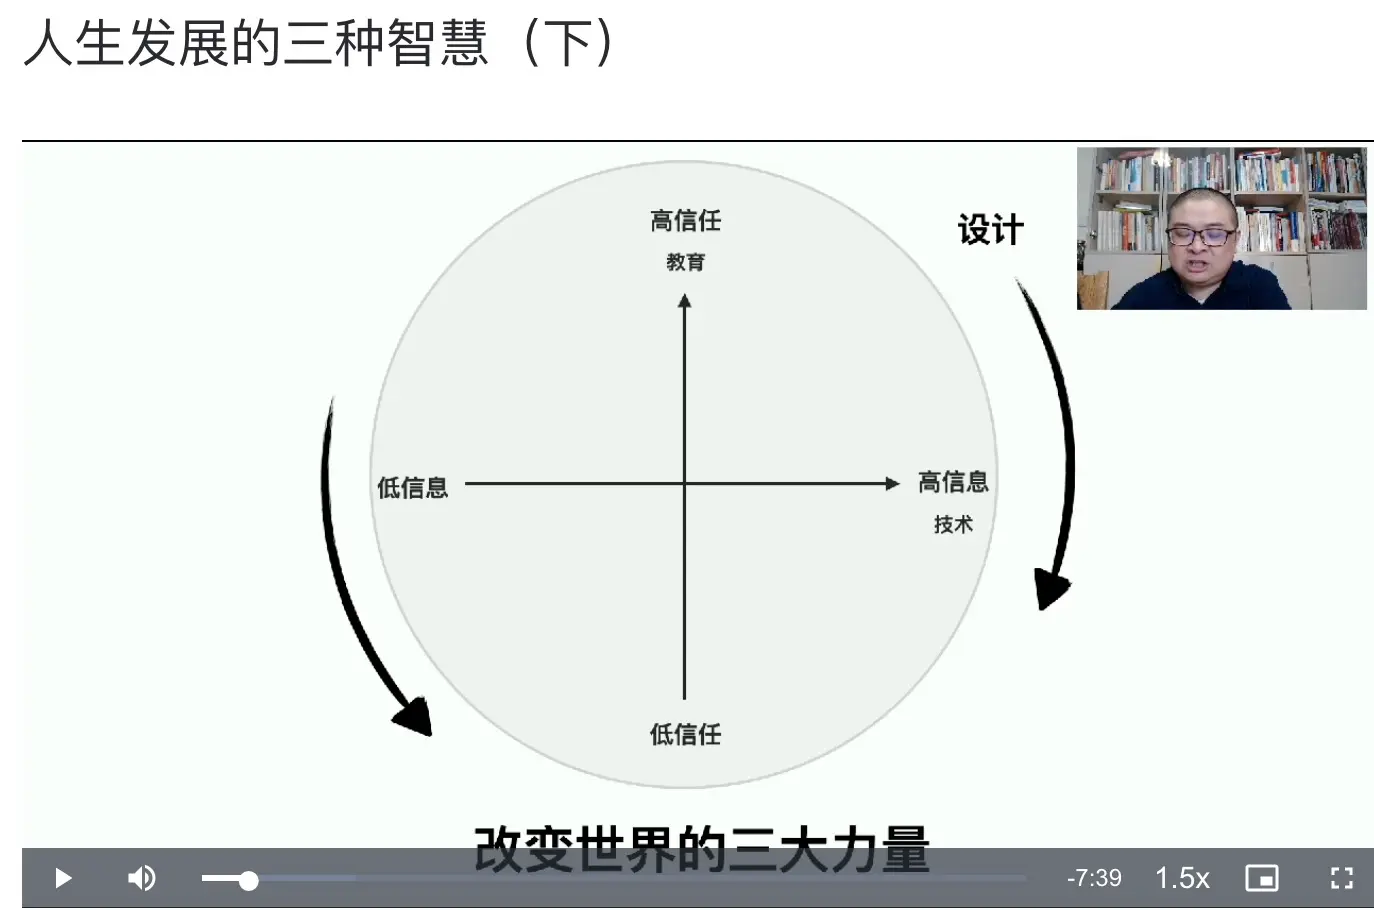 人生发展的三种智慧（下）
高信任
教育
设计
低信息
高信息
技术
低信任
改变世界的三大力量
-7:39
1.5x